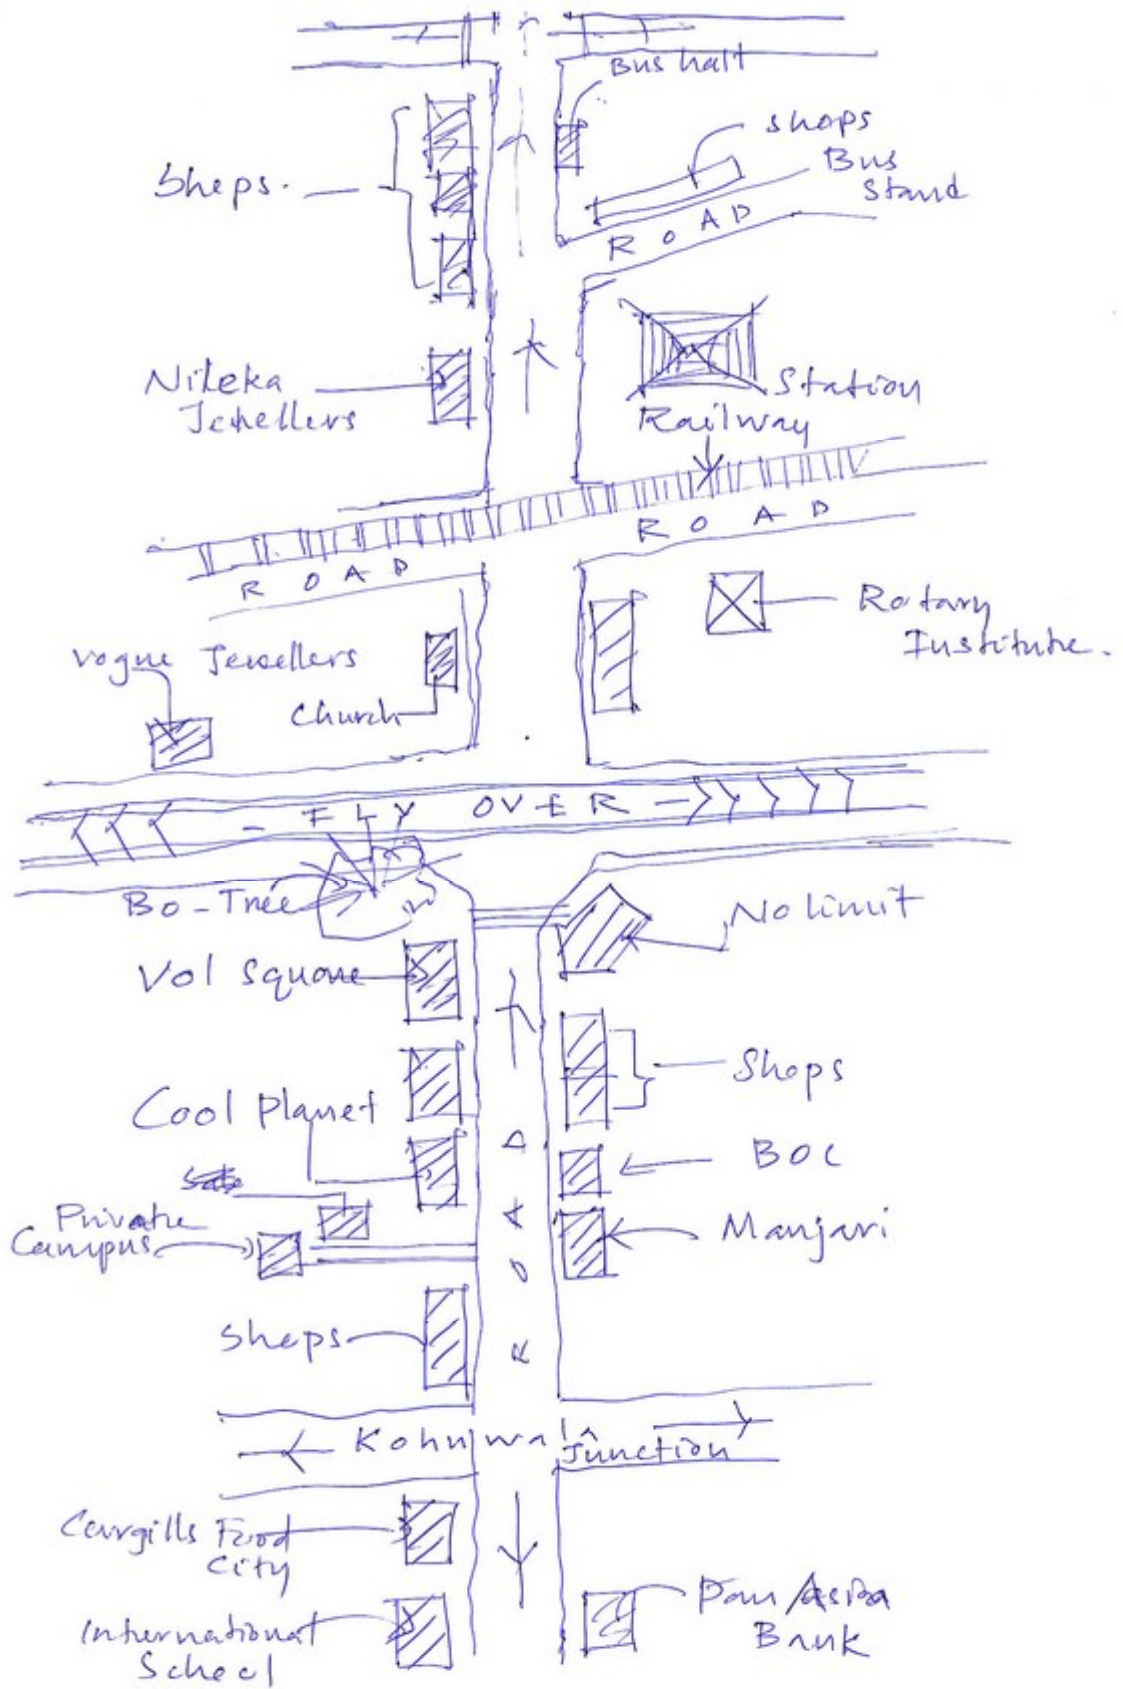 Bus halt
shops
Bus
Stand
Shops.
ROAD
Nileka
Jewellers
Station
Railway
ROAD
ROAD
Rotary
Institute.
Vogue Jewellers
Church
FLY OVER
Bo-Tree
No limit
Vol Square
Shops
Cool Planet
BOC
Private
Campus
Manjari
ROAD
Shops
Junction
Cargills Food
City
International
School
Pan Asia
Bank